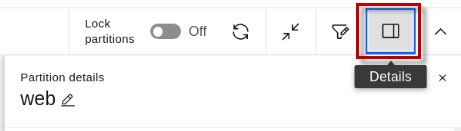 Lock
partitions
Off
Details
Partition details
web